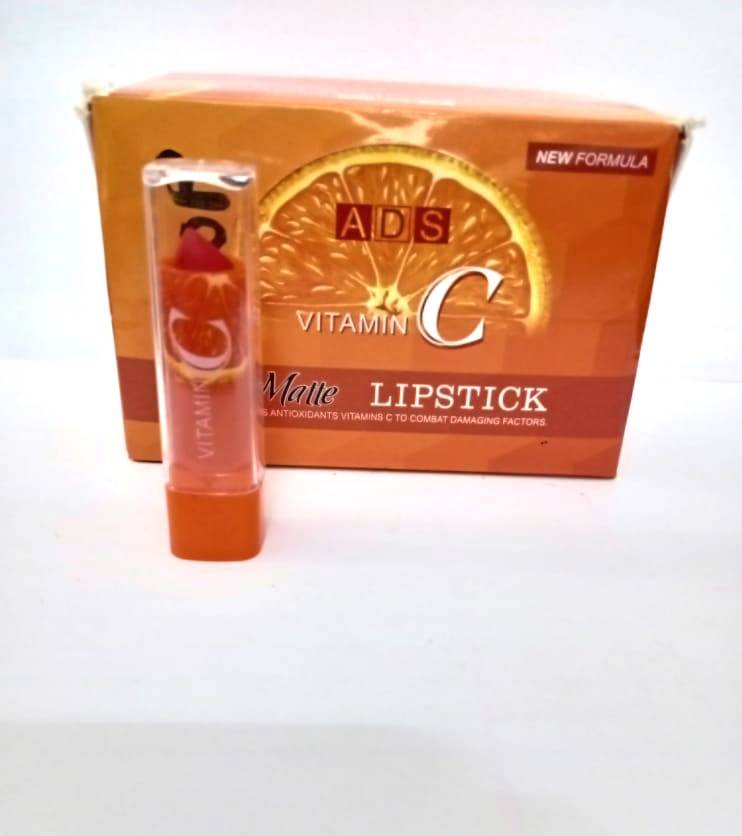 NEW FORMULA
ADS
VITAMIN C
Matte LIPSTICK
ANTIOXIDANTS VITAMINS C TO COMBAT DAMAGING FACTORS.
VITAMIN C